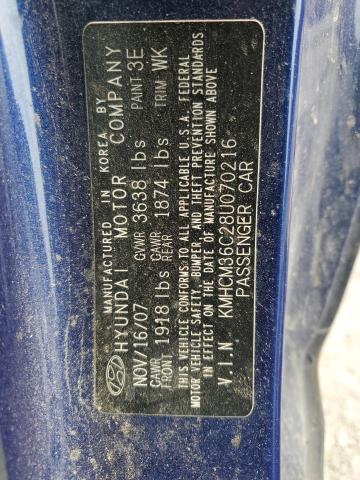 MANUFACTURED IN KOREA BY
HYUNDAI MOTOR COMPANY
NOV/16/07 GVWR 3638 lbs PAINT 3E
GAWR FRONT 1918 lbs GAWR REAR 1874 lbs TRIM WK
THIS VEHICLE CONFORMS TO ALL APPLICABLE U.S.A. FEDERAL
MOTOR VEHICLE SAFETY, BUMPER, AND THEFT PREVENTION STANDARDS
IN EFFECT ON THE DATE OF MANUFACTURE SHOWN ABOVE
V.I.N KMHCM36C28U070216
PASSENGER CAR